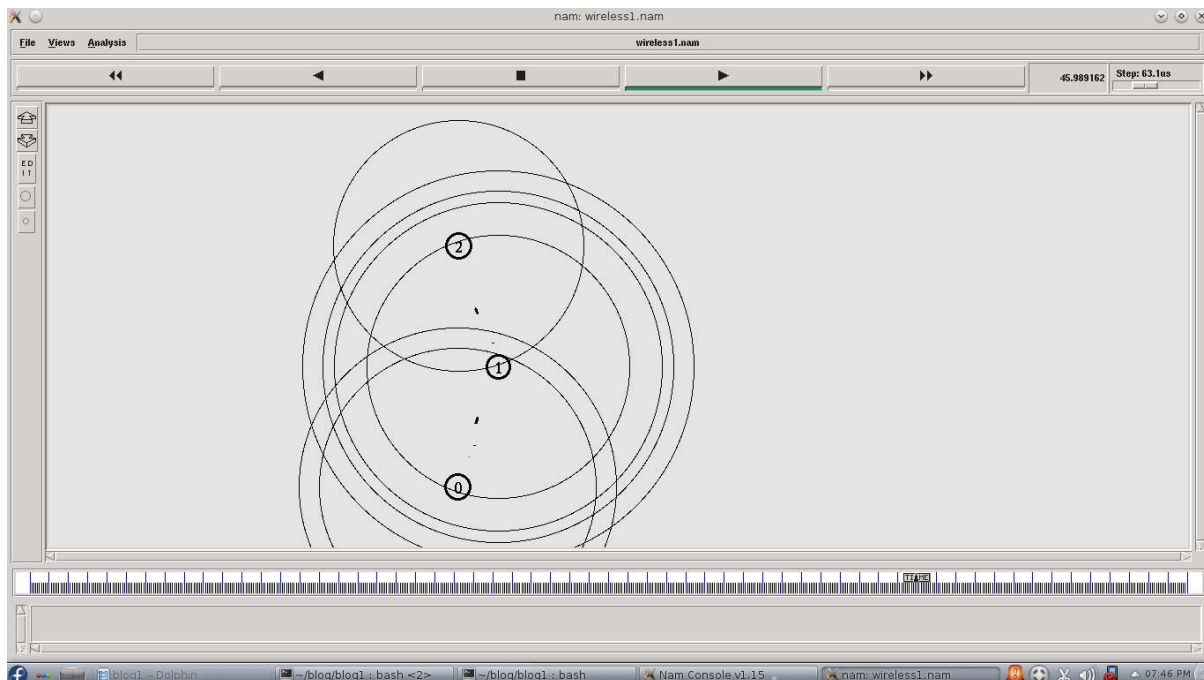 nam: wireless1.nam
File Views Analysis wireless1.nam
45.989162 Step: 63.1us
ED
IT
2
1
0
TIME
blog1 - Dolphin ~/blog/blog1 : bash <2> ~/blog/blog1 : bash Nam Console v1.15 nam: wireless1.nam 07:46 PM